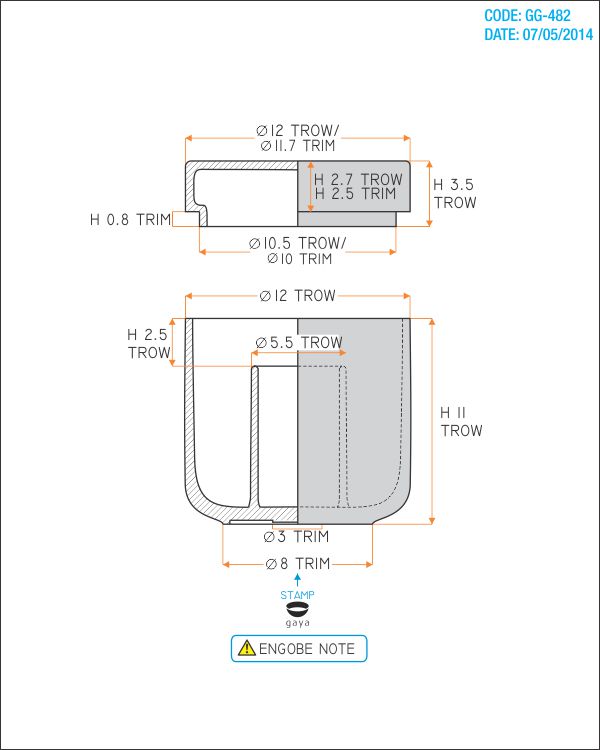 CODE: GG-482
DATE: 07/05/2014
Ø12 TROW/
Ø11.7 TRIM
H 2.7 TROW
H 2.5 TRIM
H 3.5
TROW
H 0.8 TRIM
Ø10.5 TROW/
Ø10 TRIM
Ø12 TROW
H 2.5
TROW
Ø5.5 TROW
H 11
TROW
Ø3 TRIM
Ø8 TRIM
STAMP
gaya
ENGOBE NOTE